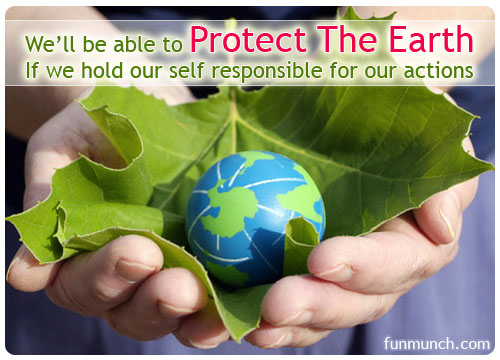 We'll be able to Protect The Earth
If we hold our self responsible for our actions
funmunch.com